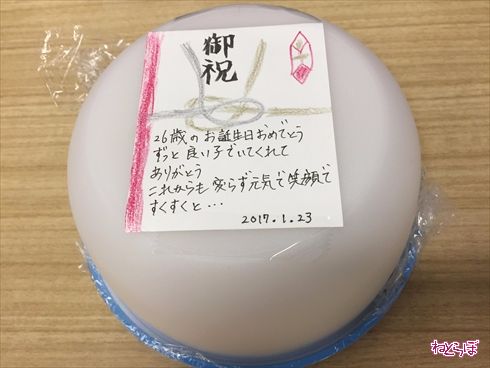 御祝
26歳のお誕生日おめでとう
ずっと良い子でいてくれて
ありがとう
これからも変らず元気で笑顔で
すくすくと・・・
2017.1.23
ねとらぼ